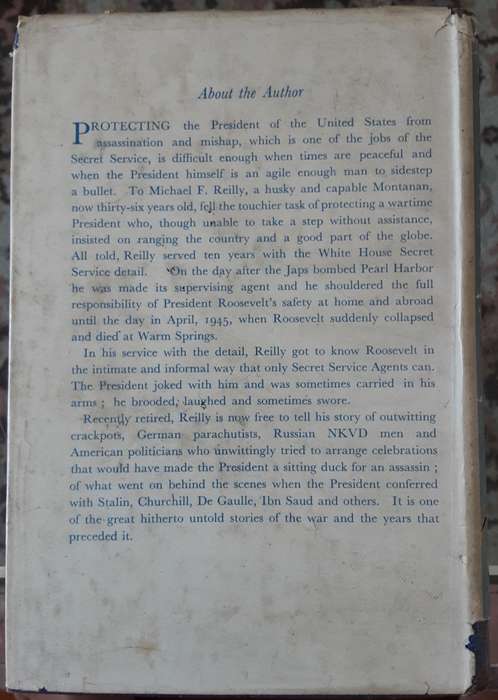 About the Author
PROTECTING the President of the United States from
assassination and mishap, which is one of the jobs of the
Secret Service, is difficult enough when times are peaceful and
when the President himself is an agile enough man to sidestep
a bullet. To Michael F. Reilly, a husky and capable Montanan,
now thirty-six years old, fell the touchier task of protecting a wartime
President who, though unable to take a step without assistance,
insisted on ranging the country and a good part of the globe.
All told, Reilly served ten years with the White House Secret
Service detail. On the day after the Japs bombed Pearl Harbor
he was made its supervising agent and he shouldered the full
responsibility of President Roosevelt's safety at home and abroad
until the day in April, 1945, when Roosevelt suddenly collapsed
and died at Warm Springs.
In his service with the detail, Reilly got to know Roosevelt in
the intimate and informal way that only Secret Service Agents can.
The President joked with him and was sometimes carried in his
arms ; he brooded, laughed and sometimes swore.
Recently retired, Reilly is now free to tell his story of outwitting
crackpots, German parachutists, Russian NKVD men and
American politicians who unwittingly tried to arrange celebrations
that would have made the President a sitting duck for an assassin ;
of what went on behind the scenes when the President conferred
with Stalin, Churchill, De Gaulle, Ibn Saud and others. It is one
of the great hitherto untold stories of the war and the years that
preceded it.